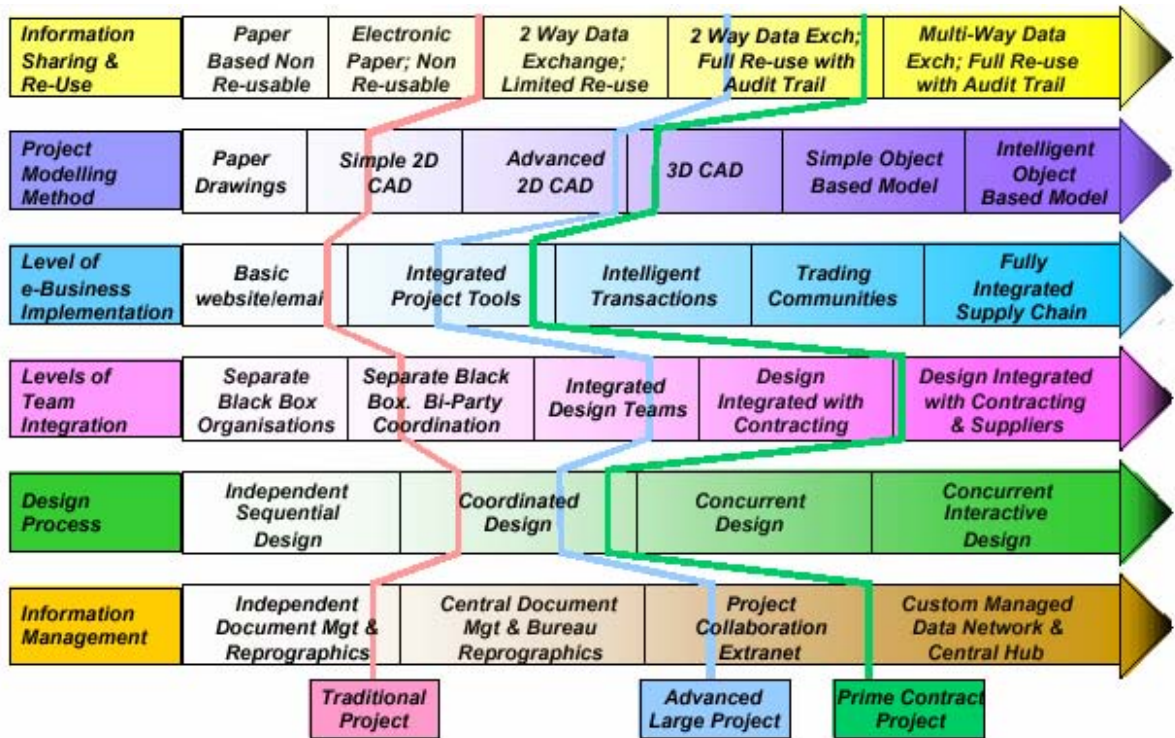 Information
Sharing &
Re-Use
Paper
Based Non
Re-usable
Electronic
Paper; Non
Re-usable
2 Way Data
Exchange;
Limited Re-use
2 Way Data Exch;
Full Re-use with
Audit Trail
Multi-Way Data
Exch; Full Re-use
with Audit Trail
Project
Modelling
Method
Paper
Drawings
Simple 2D
CAD
Advanced
2D CAD
3D CAD
Simple Object
Based Model
Intelligent
Object
Based Model
Level of
e-Business
Implementation
Basic
website/emai
Integrated
Project Tools
Intelligent
Transactions
Trading
Communities
Fully
Integrated
Supply Chain
Levels of
Team
Integration
Separate
Black Box
Organisations
Separate Black
Box. Bi-Party
Coordination
Integrated
Design Teams
Design
Integrated with
Contracting
Design Integrated
with Contracting
& Suppliers
Design
Process
Independent
Sequential
Design
Coordinated
Design
Concurrent
Design
Concurrent
Interactive
Design
Information
Management
Independent
Document Mgt &
Reprographics
Central Document
Mgt & Bureau
Reprographics
Project
Collaboration
Extranet
Custom Managed
Data Network &
Central Hub
Traditional
Project
Advanced
Large Project
Prime Contract
Project